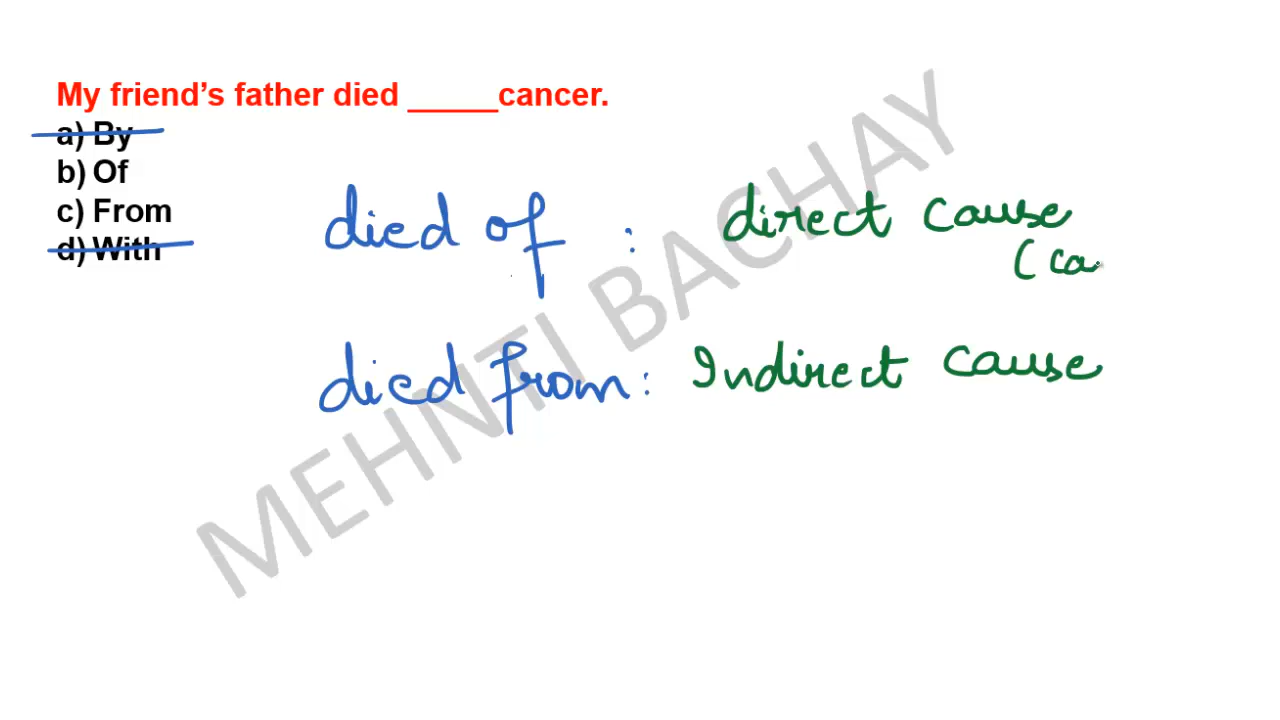 My friend's father died _____cancer.
a) By
b) Of
c) From
d) With
died of : direct cause
(ca
died from: Indirect cause
MEHNTI BACHAY